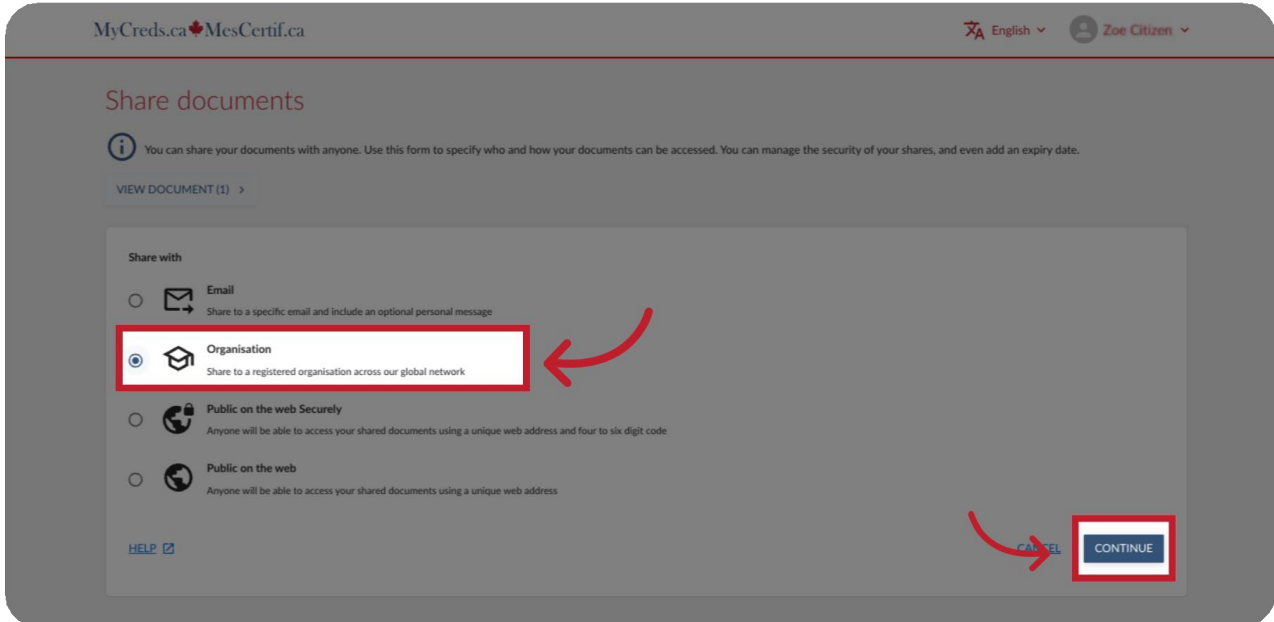 MyCreds.ca MesCertif.ca
English
Zoe Citizen
Share documents
You can share your documents with anyone. Use this form to specify who and how your documents can be accessed. You can manage the security of your shares, and even add an expiry date.
VIEW DOCUMENT (1)
Share with
Email
Share to a specific email and include an optional personal message
Organisation
Share to a registered organisation across our global network
Public on the web Securely
Anyone will be able to access your shared documents using a unique web address and four to six digit code
Public on the web
Anyone will be able to access your shared documents using a unique web address
HELP
CANCEL
CONTINUE